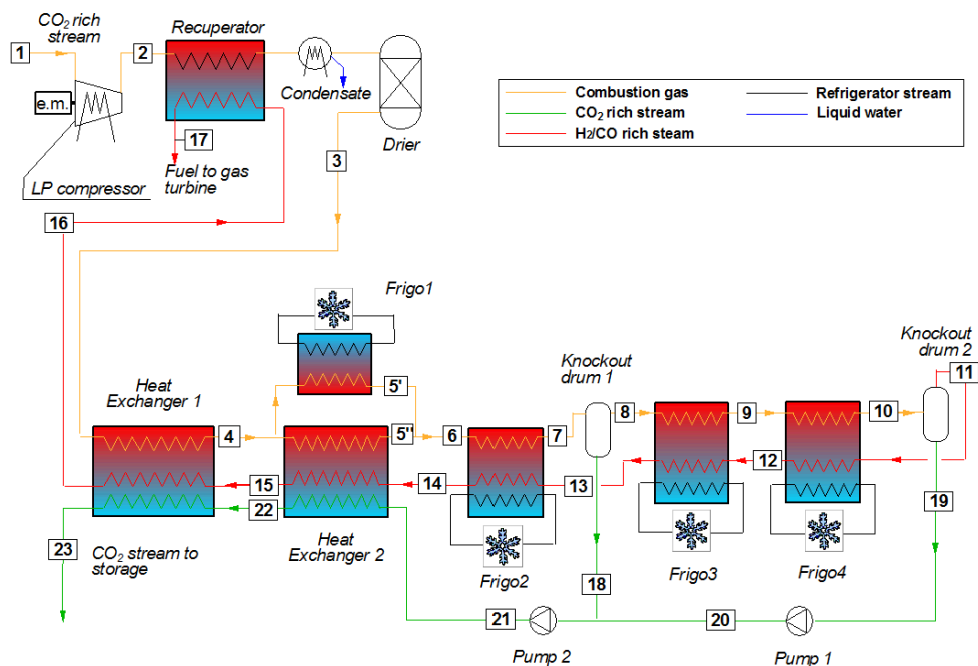 CO2 rich
stream
Recuperator
1
2
e.m.
Condensate
Drier
Combustion gas
CO2 rich stream
H2/CO rich steam
Refrigerator stream
Liquid water
17
3
Fuel to gas
turbine
LP compressor
16
Frigo1
Knockout
drum 1
Knockout
drum 2
11
Heat
Exchanger 1
5'
4
5"
6
7
8
9
10
15
14
13
12
22
19
23
CO2 stream to
storage
Heat
Exchanger 2
Frigo2
18
Frigo3
Frigo4
21
20
Pump 2
Pump 1